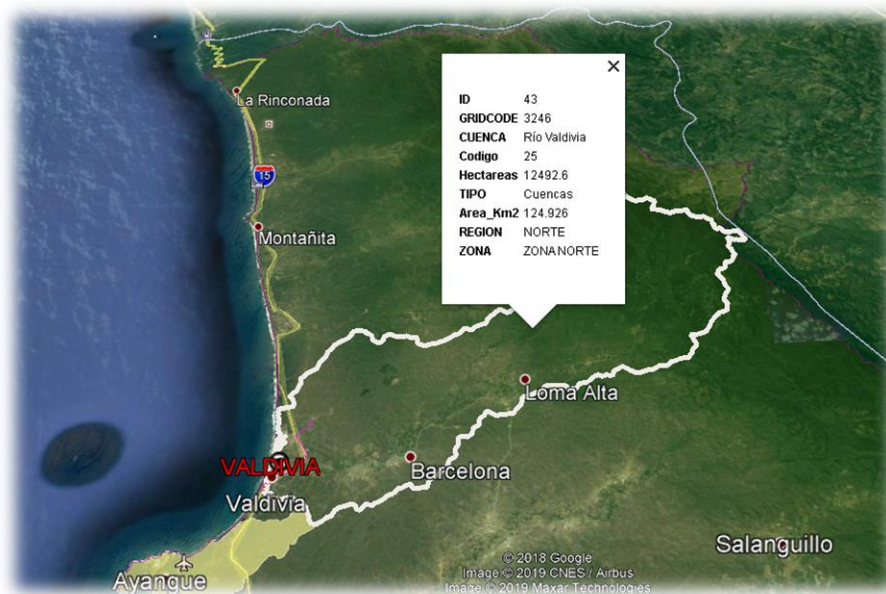 La Rinconada
15
Montañita
ID 43
GRIDCODE 3246
CUENCA Río Valdivia
Codigo 25
Hectareas 12492.6
TIPO Cuencas
Area_Km2 124.926
REGION NORTE
ZONA ZONA NORTE
Loma Alta
VALDIVIA
Barcelona
Valdivia
Salanguillo
Ayangue
© 2018 Google
Image © 2019 CNES / Airbus
Image © 2019 Maxar Technologies